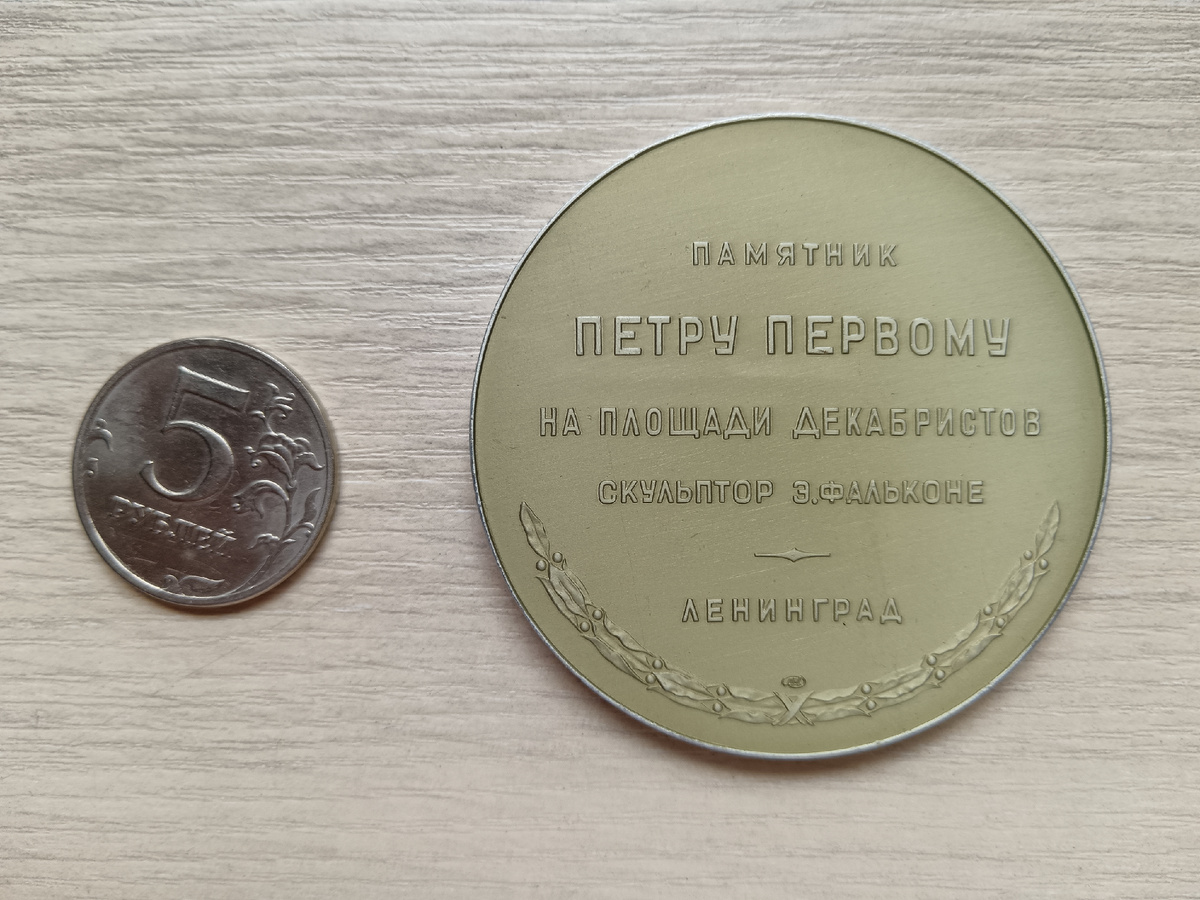 5
РУБЛЕЙ
ПАМЯТНИК
ПЕТРУ ПЕРВОМУ
НА ПЛОЩАДИ ДЕКАБРИСТОВ
СКУЛЬПТОР Э.ФАЛЬКОНЕ
ЛЕНИНГРАД